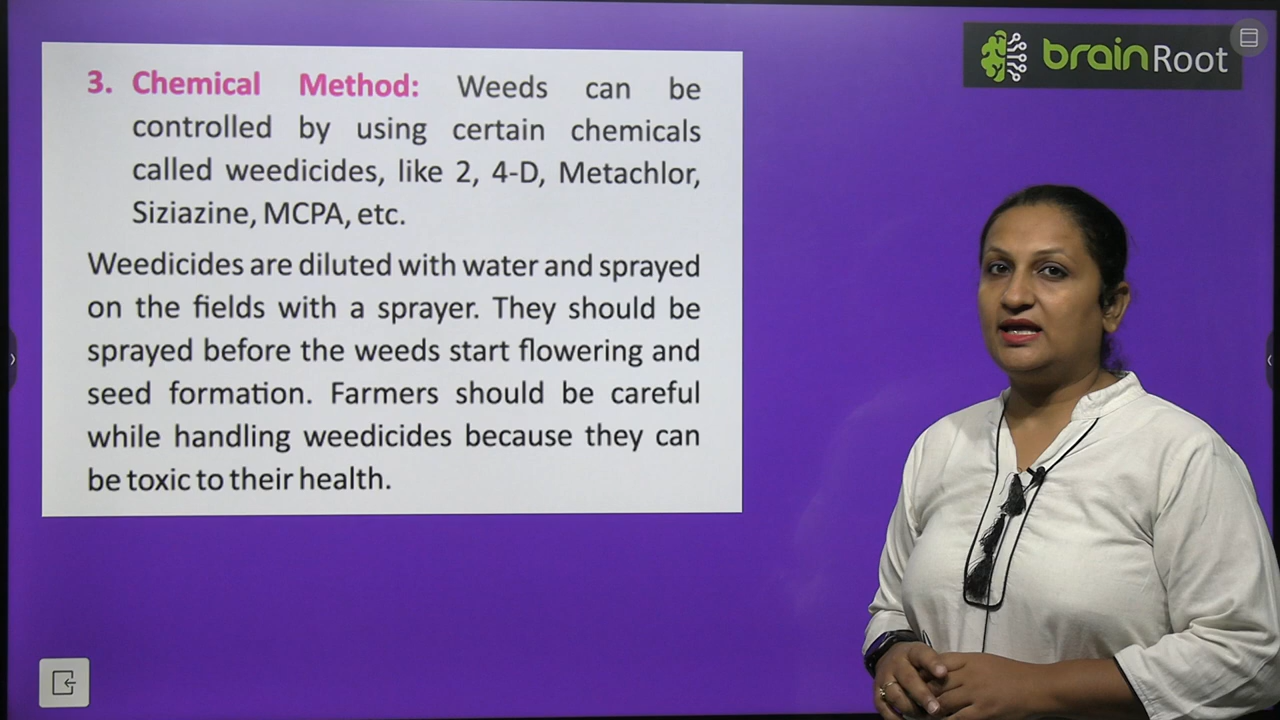 brainRoot
3. Chemical Method: Weeds can be
controlled by using certain chemicals
called weedicides, like 2, 4-D, Metachlor,
Siziazine, MCPA, etc.
Weedicides are diluted with water and sprayed
on the fields with a sprayer. They should be
sprayed before the weeds start flowering and
seed formation. Farmers should be careful
while handling weedicides because they can
be toxic to their health.